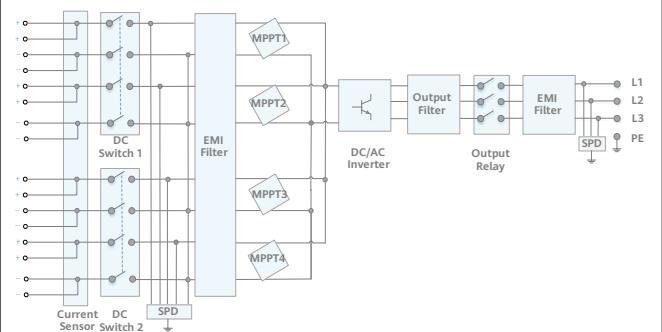 +
-
-
+
+
-
-
+
+
-
-
+
+
-
-
DC
Switch 1
Current
Sensor
DC
Switch 2
SPD
EMI
Filter
MPPT1
MPPT2
MPPT3
MPPT4
DC/AC
Inverter
Output
Filter
Output
Relay
EMI
Filter
SPD
L1
L2
L3
PE